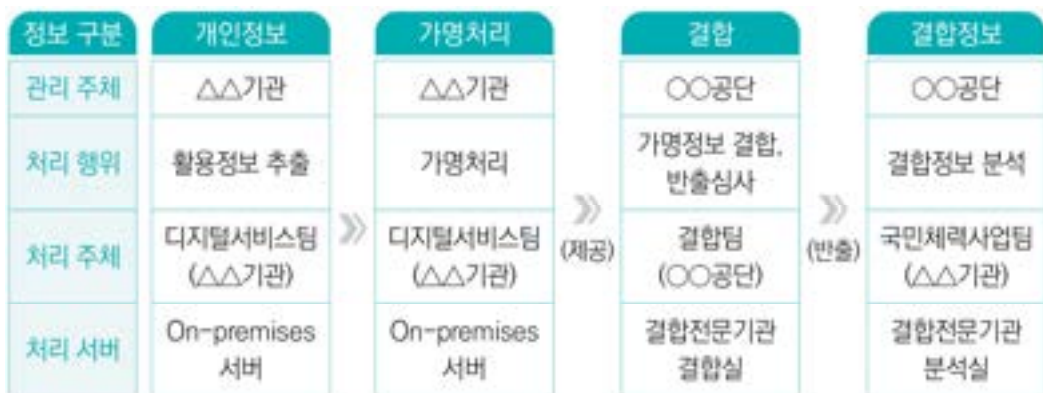 정보 구분 개인정보 가명처리 결합 결합정보
관리 주체 △△기관 △△기관 ○○공단 ○○공단
처리 행위 활용정보 추출 가명처리 가명정보 결합, 반출심사 결합정보 분석
처리 주체 디지털서비스팀 (△△기관) 디지털서비스팀 (△△기관) 결합팀 (○○공단) 국민체력사업팀 (△△기관)
» » (제공) » (반출)
처리 서버 On-premises 서버 On-premises 서버 결합전문기관 결합실 결합전문기관 분석실